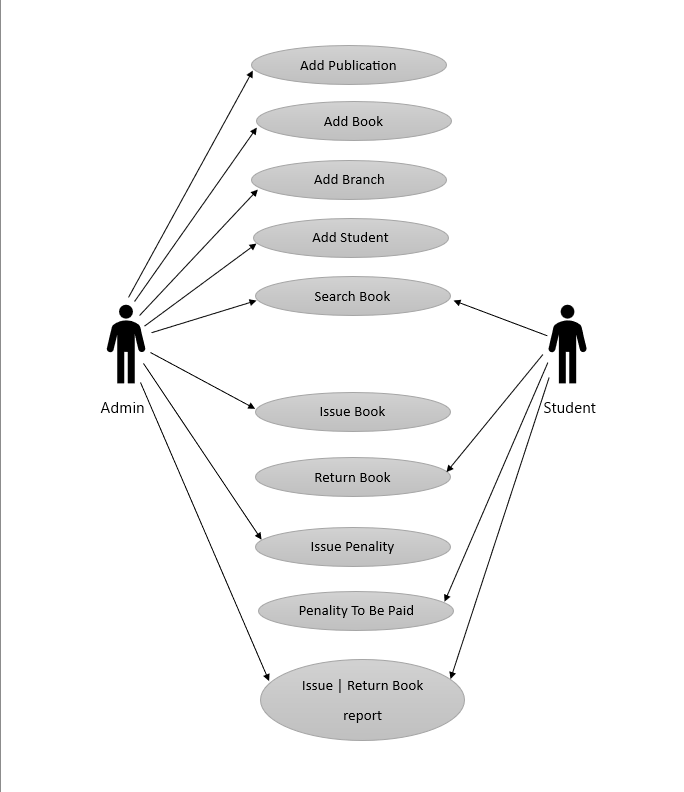 Add Publication
Add Book
Add Branch
Add Student
Search Book
Admin
Student
Issue Book
Return Book
Issue Penality
Penality To Be Paid
Issue | Return Book
report